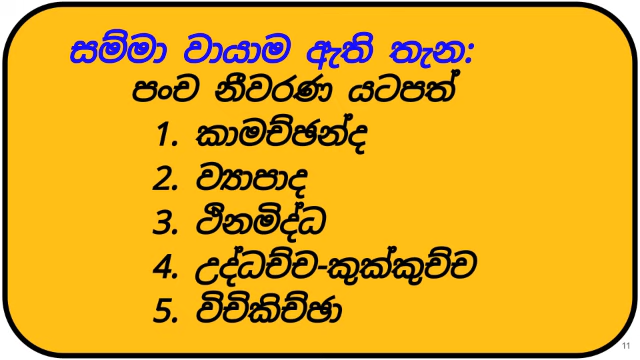 සම්මා වායාම ඇති තැන:
පංච නීවරණ යටපත්
1. කාමච්ඡන්ද
2. ව්‍යාපාද
3. ථිනමිද්ධ
4. උද්ධච්ච-කුක්කුච්ච
5. විචිකිච්ඡා
11